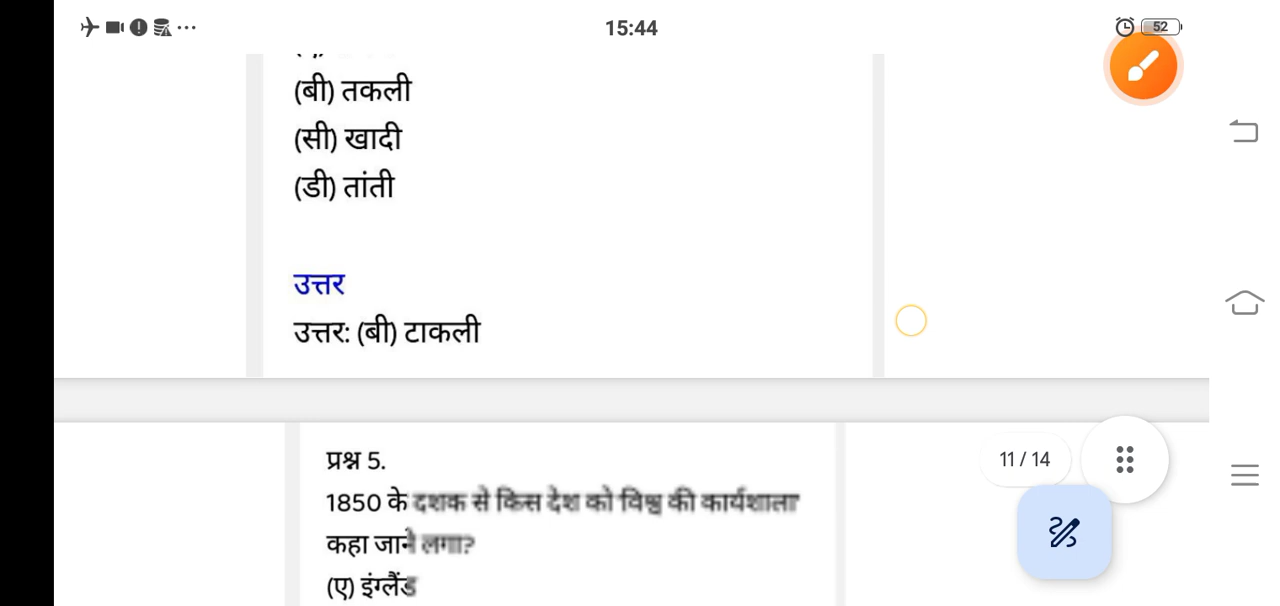 15:44
52
(बी) तकली
(सी) खादी
(डी) तांती
उत्तर
उत्तर: (बी) टाकली
प्रश्न 5.
1850 के दशक से किस देश को विश्व की कार्यशाला
कहा जाने लगा?
(ए) इंग्लैंड
11 / 14